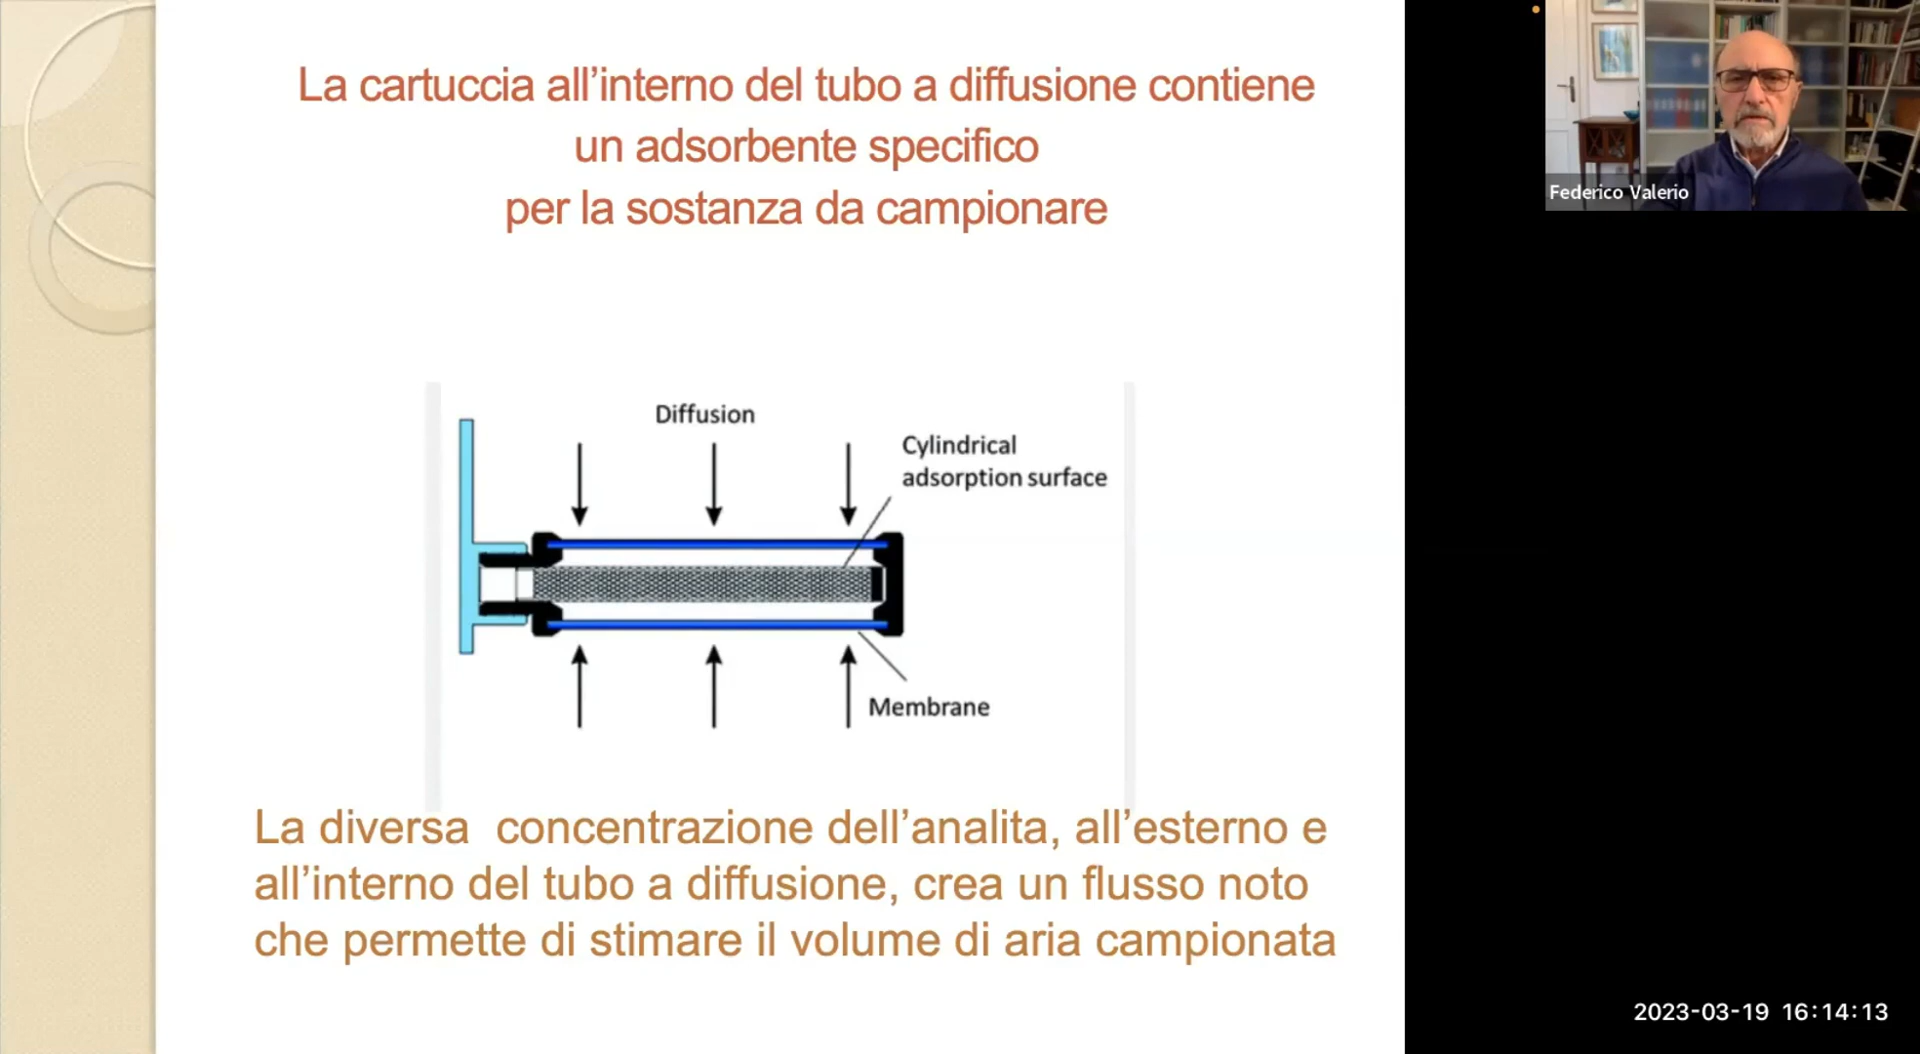 La cartuccia all’interno del tubo a diffusione contiene
un adsorbente specifico
per la sostanza da campionare
Diffusion
Cylindrical
adsorption surface
Membrane
La diversa  concentrazione dell’analita, all’esterno e
all’interno del tubo a diffusione, crea un flusso noto
che permette di stimare il volume di aria campionata
Federico Valerio
2023-03-19 16:14:13